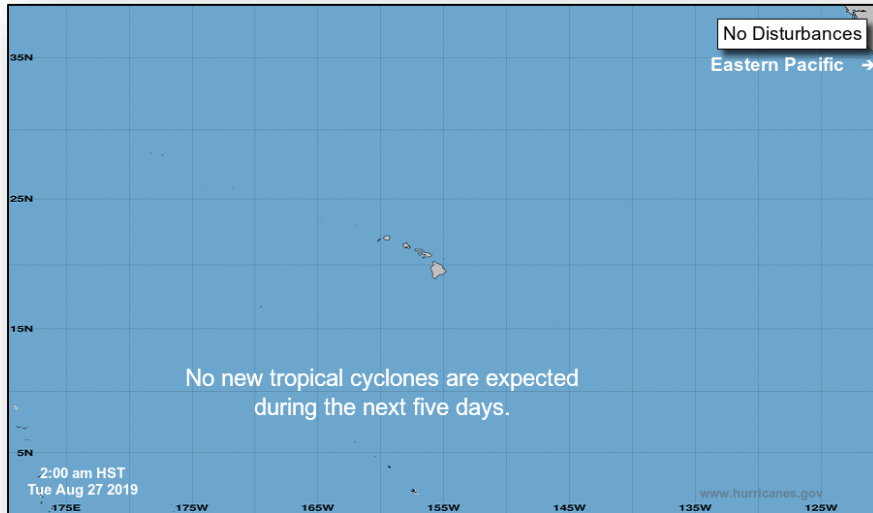 No Disturbances
Eastern Pacific →
35N
25N
15N
No new tropical cyclones are expected
during the next five days.
5N
2:00 am HST
Tue Aug 27 2019
www.hurricanes.gov
175E
175W
165W
155W
145W
135W
125W